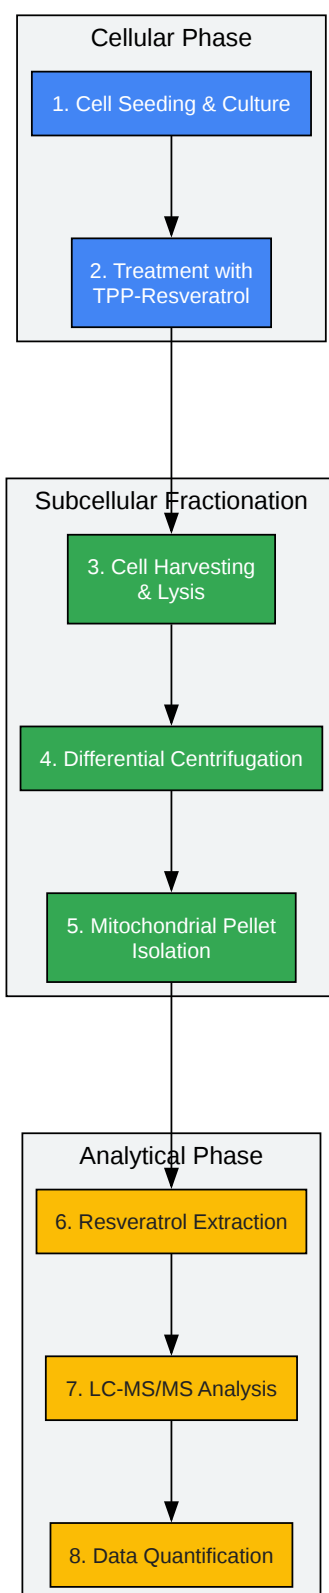 Cellular Phase
1. Cell Seeding & Culture
2. Treatment with
TPP-Resveratrol
Subcellular Fractionation
3. Cell Harvesting
& Lysis
4. Differential Centrifugation
5. Mitochondrial Pellet
Isolation
Analytical Phase
6. Resveratrol Extraction
7. LC-MS/MS Analysis
8. Data Quantification